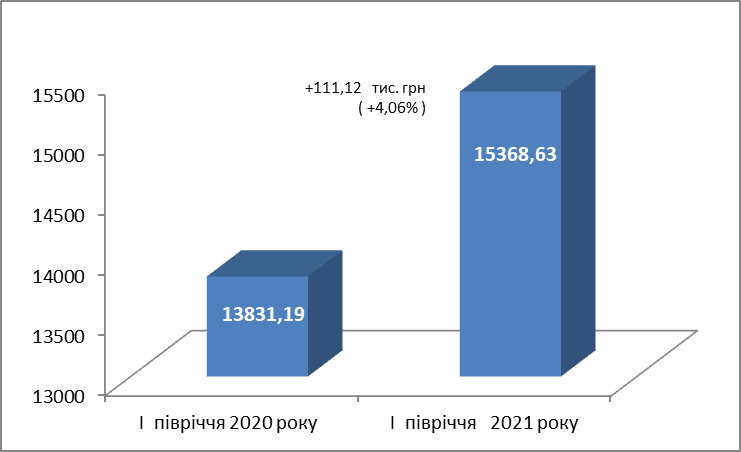 +111,12 тис. грн
( +4,06% )
15500
15000
14500
14000
13500
13000
15368,63
13831,19
І півріччя 2020 року
І півріччя 2021 року